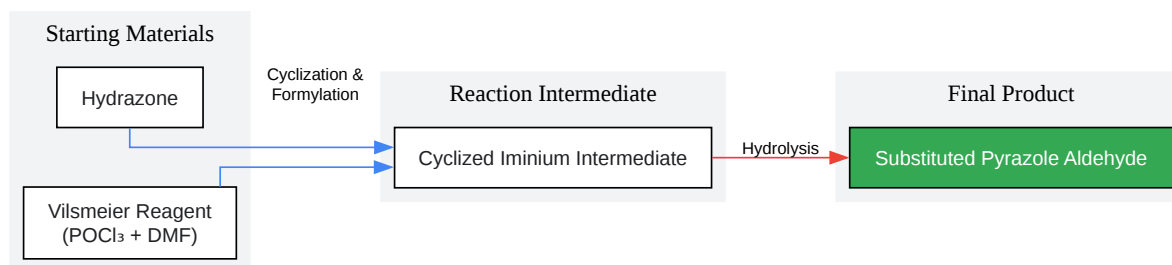 Starting Materials
Hydrazone
Vilsmeier Reagent
(POCl₃ + DMF)
Cyclization &
Formylation
Reaction Intermediate
Cyclized Iminium Intermediate
Hydrolysis
Final Product
Substituted Pyrazole Aldehyde